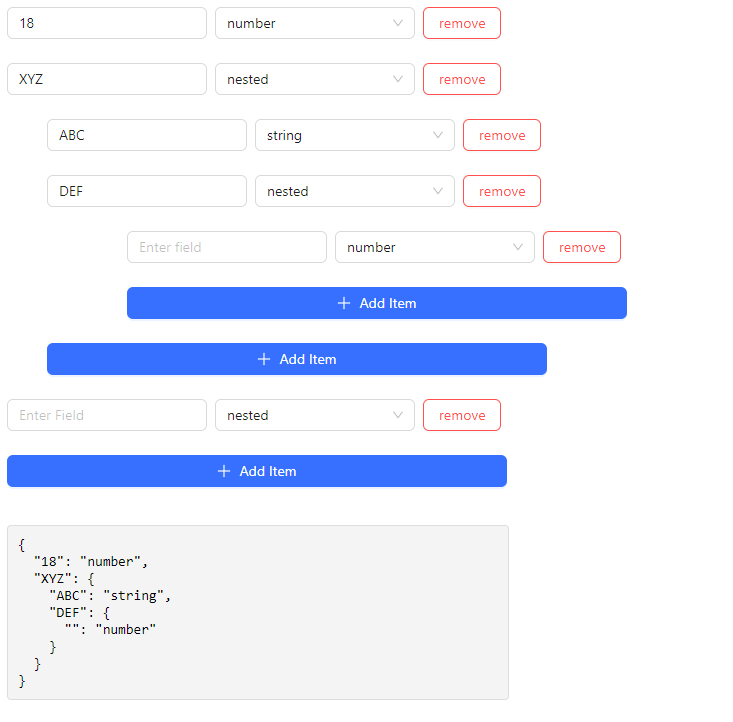 18 number remove
XYZ nested remove
ABC string remove
DEF nested remove
Enter field number remove
Add Item
Add Item
Enter Field nested remove
Add Item
{
  "18": "number",
  "XYZ": {
    "ABC": "string",
    "DEF": {
      "": "number"
    }
  }
}